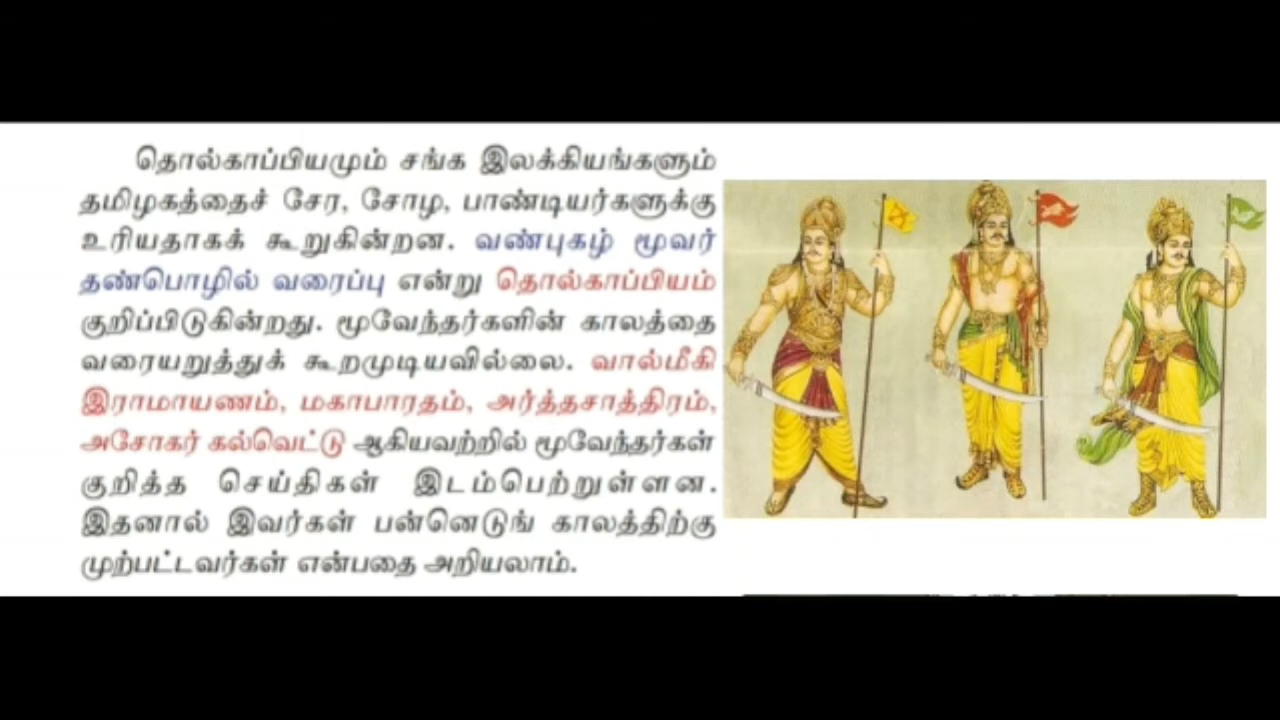 தொல்காப்பியமும் சங்க இலக்கியங்களும்
தமிழகத்தைச் சேர, சோழ, பாண்டியர்களுக்கு
உரியதாகக் கூறுகின்றன. வண்புகழ் மூவர்
தண்பொழில் வரைப்பு என்று தொல்காப்பியம்
குறிப்பிடுகின்றது. மூவேந்தர்களின் காலத்தை
வரையறுத்துக் கூறமுடியவில்லை. வால்மீகி
இராமாயணம், மகாபாரதம், அர்த்தசாத்திரம்,
அசோகர் கல்வெட்டு ஆகியவற்றில் மூவேந்தர்கள்
குறித்த செய்திகள் இடம்பெற்றுள்ளன.
இதனால் இவர்கள் பன்னெடுங் காலத்திற்கு
முற்பட்டவர்கள் என்பதை அறியலாம்.